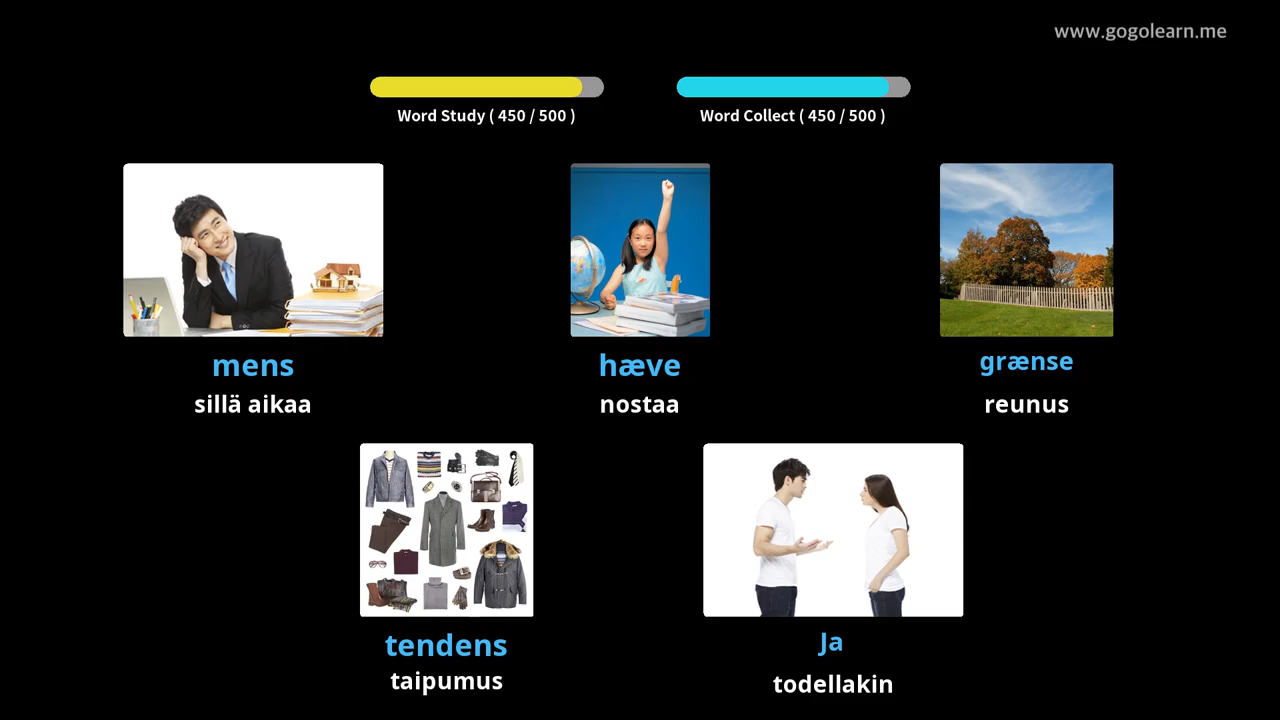 www.gogolearn.me
Word Study ( 450 / 500 )
Word Collect ( 450 / 500 )
mens
sillä aikaa
hæve
nostaa
grænse
reunus
tendens
taipumus
Ja
todellakin